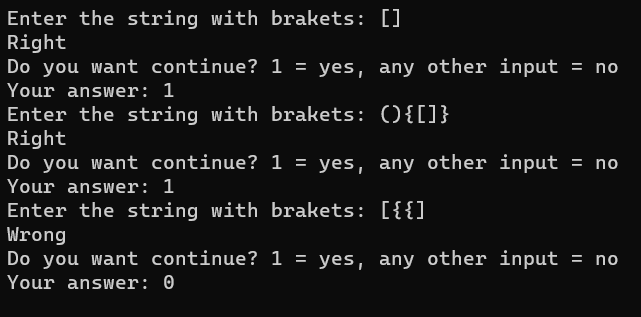 Enter the string with brakets: []
Right
Do you want continue? 1 = yes, any other input = no
Your answer: 1
Enter the string with brakets: (){[]}
Right
Do you want continue? 1 = yes, any other input = no
Your answer: 1
Enter the string with brakets: [{{]
Wrong
Do you want continue? 1 = yes, any other input = no
Your answer: 0